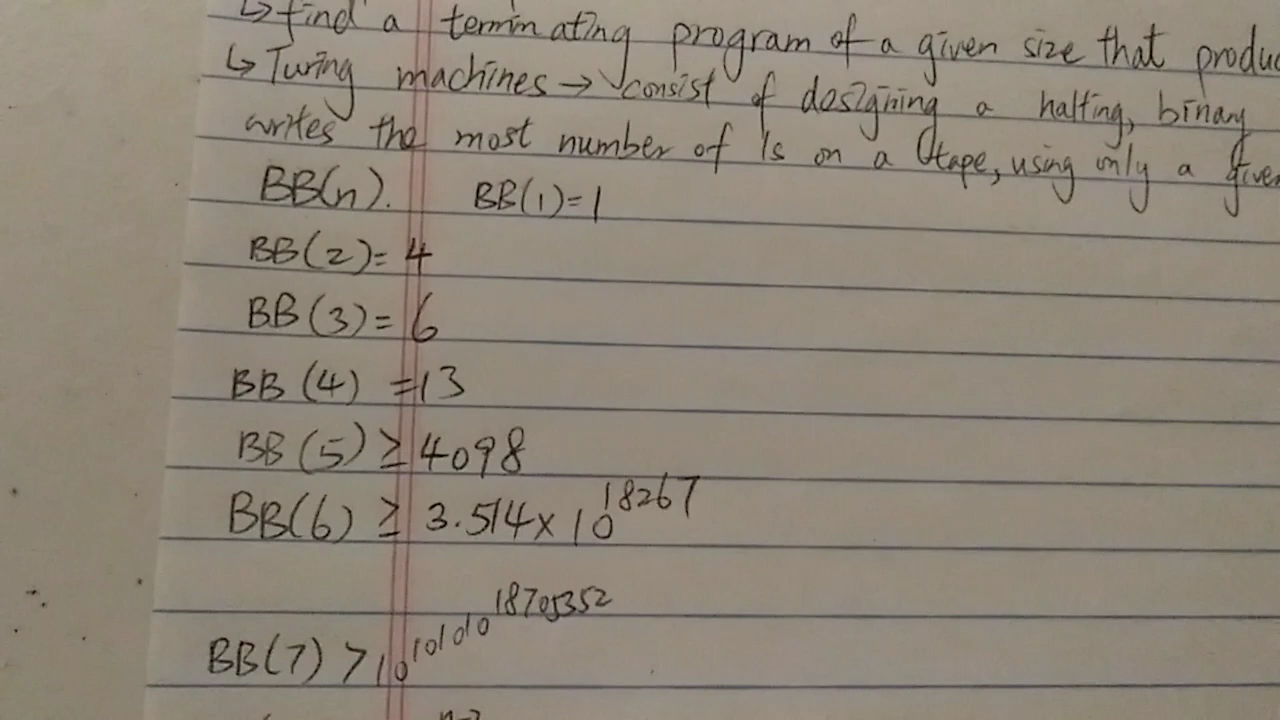 ↳ find a terminating program of a given size that produc
↳ Turing machines → consist of designing a halting, binary
writes the most number of 1s on a tape, using only a given
BB(n). BB(1)=1
BB(2)=4
BB(3)=6
BB(4)=13
BB(5)≥4098
BB(6)≥3.514×10^18267
BB(7)>10^10^10^10^18705352